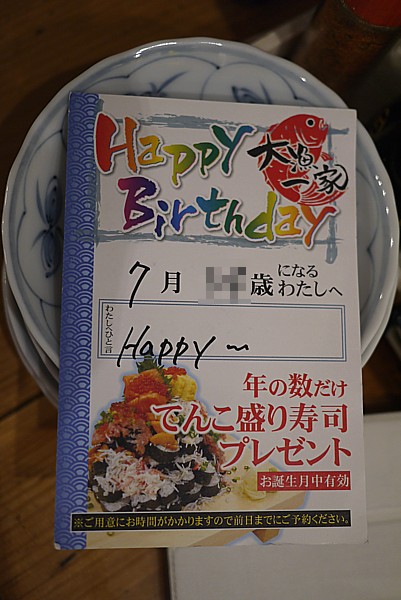 Happy
Birthday
大漁
一家
7月 歳になる
わたしへ
わたしへひと言
Happy〜
年の数だけ
てんこ盛り寿司
プレゼント
お誕生月中有効
※ご用意にお時間がかかりますので前日までにご予約ください。